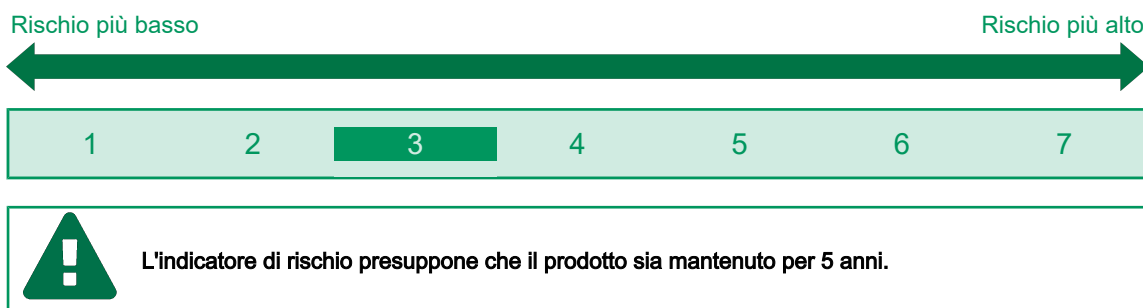 Rischio più basso Rischio più alto
1 2 3 4 5 6 7
L'indicatore di rischio presuppone che il prodotto sia mantenuto per 5 anni.